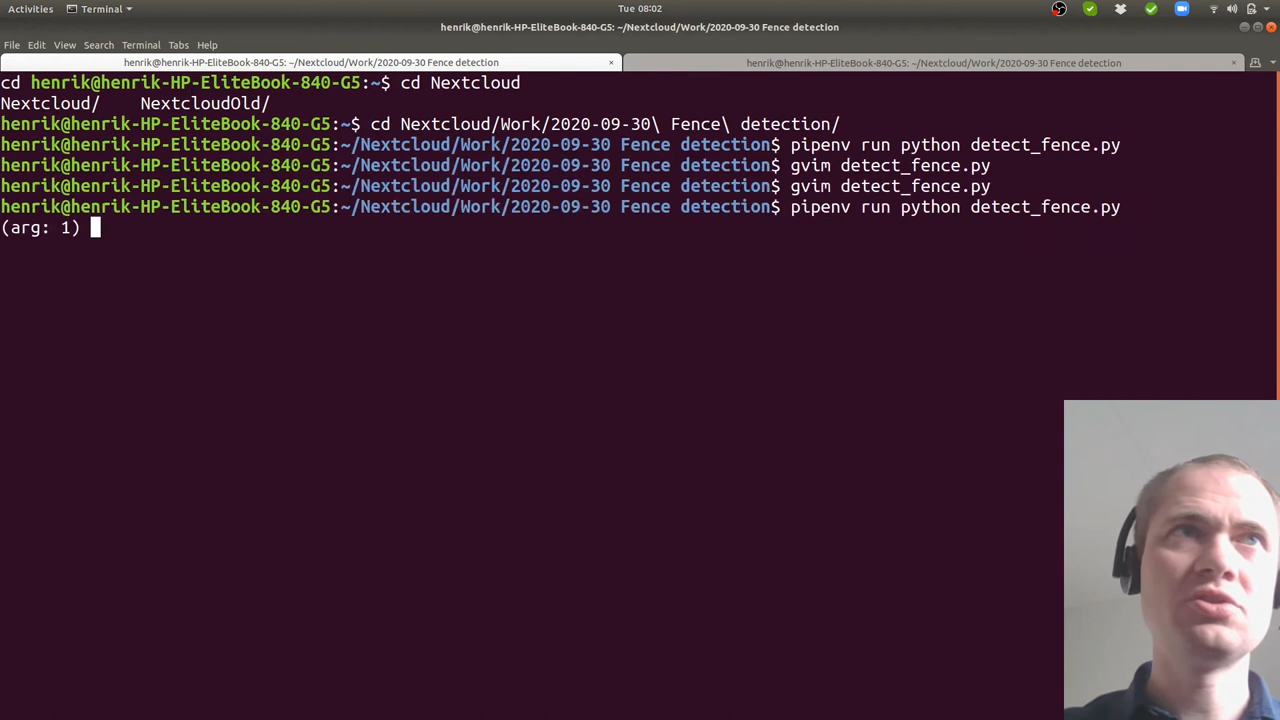 Activities Terminal Tue 08:02
henrik@henrik-HP-EliteBook-840-G5: ~/Nextcloud/Work/2020-09-30 Fence detection
File Edit View Search Terminal Tabs Help
henrik@henrik-HP-EliteBook-840-G5: ~/Nextcloud/Work/2020-09-30 Fence detection × henrik@henrik-HP-EliteBook-840-G5: ~/Nextcloud/Work/2020-09-30 Fence detection ×
cd henrik@henrik-HP-EliteBook-840-G5:~$ cd Nextcloud
Nextcloud/ NextcloudOld/
henrik@henrik-HP-EliteBook-840-G5:~$ cd Nextcloud/Work/2020-09-30\ Fence\ detection/
henrik@henrik-HP-EliteBook-840-G5:~/Nextcloud/Work/2020-09-30 Fence detection$ pipenv run python detect_fence.py
henrik@henrik-HP-EliteBook-840-G5:~/Nextcloud/Work/2020-09-30 Fence detection$ gvim detect_fence.py
henrik@henrik-HP-EliteBook-840-G5:~/Nextcloud/Work/2020-09-30 Fence detection$ gvim detect_fence.py
henrik@henrik-HP-EliteBook-840-G5:~/Nextcloud/Work/2020-09-30 Fence detection$ pipenv run python detect_fence.py
(arg: 1)